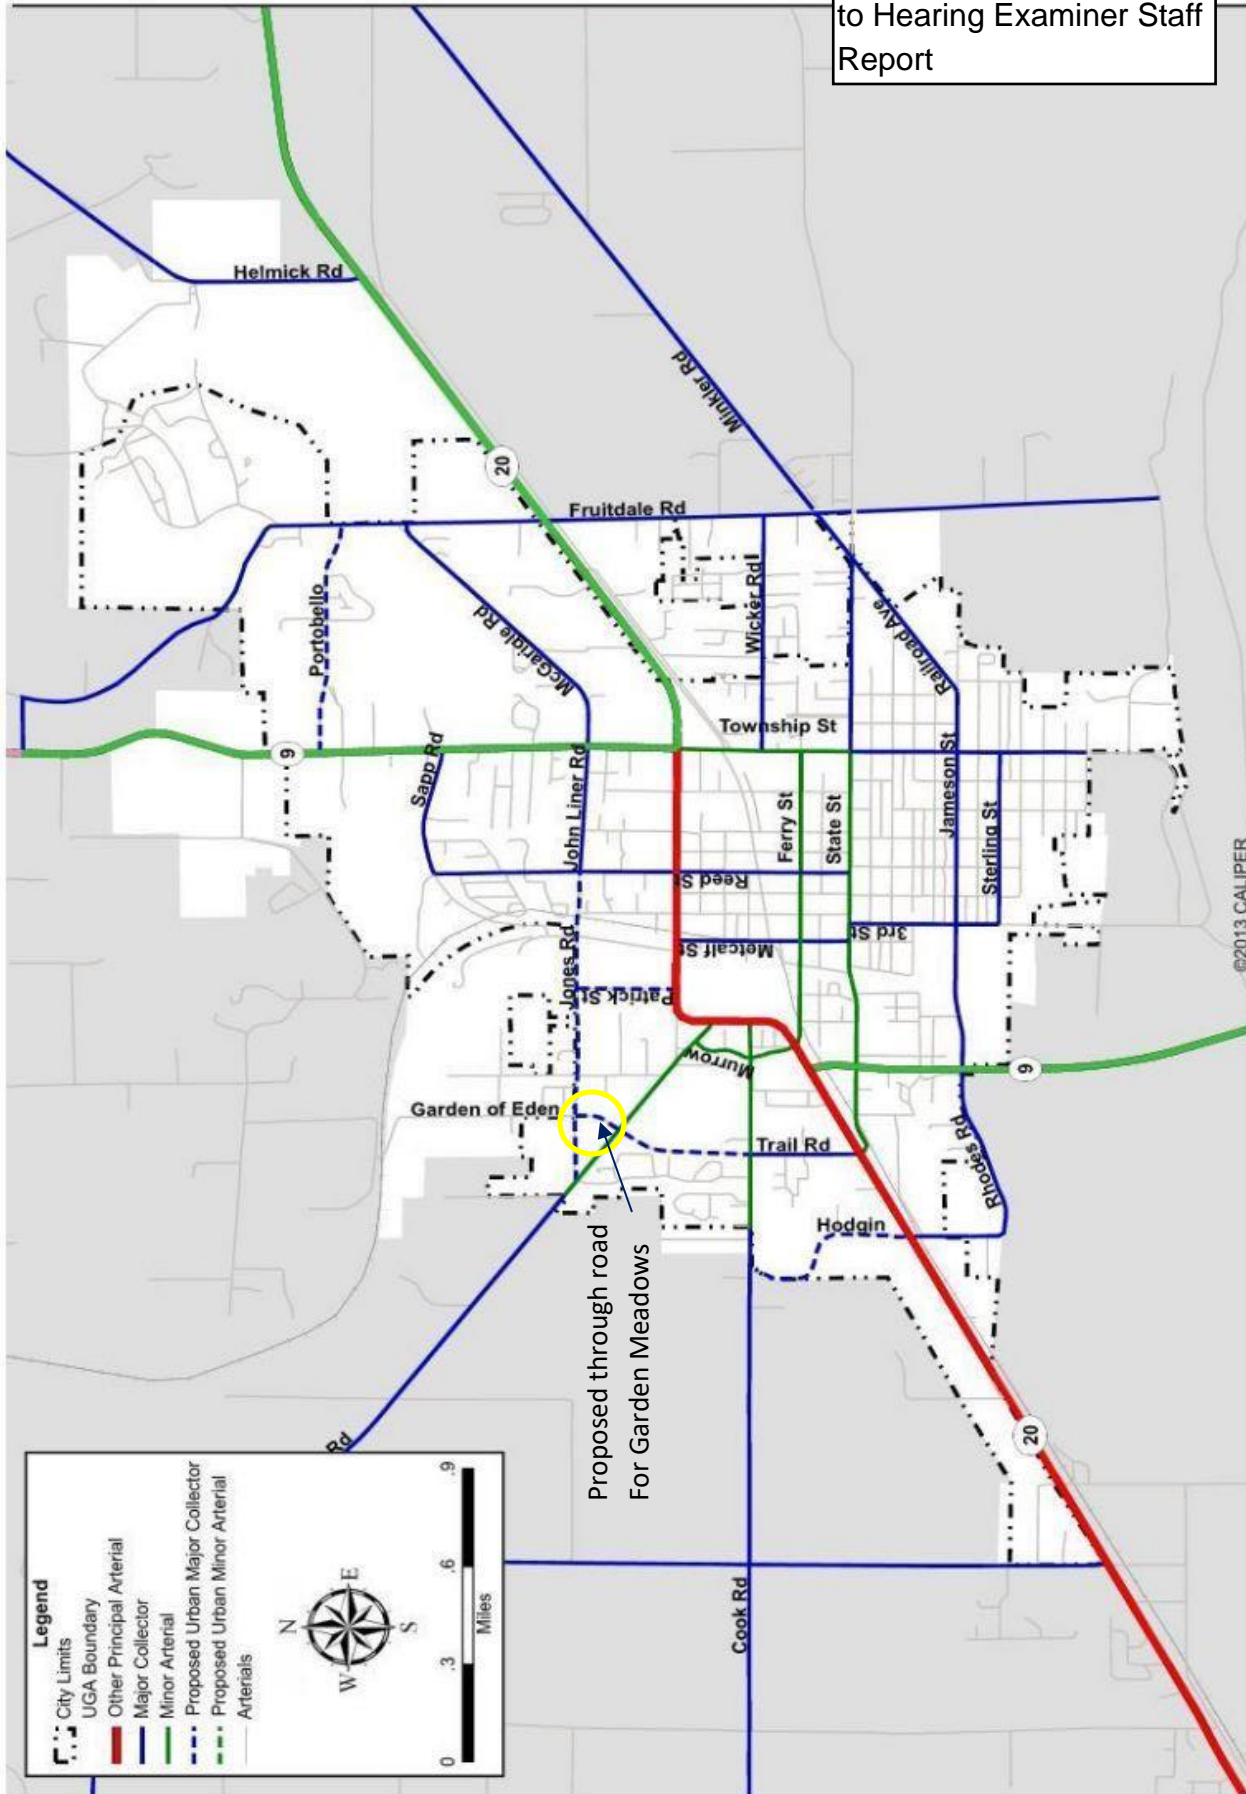 to Hearing Examiner Staff
Report
Helmick Rd
20
Minkler Rd
Fruitdale Rd
Portobello
McGarigle Rd
Wicker Rd
Railroad Ave
9
Sapp Rd
John Liner Rd
Township St
Ferry St
State St
Jameson St
Sterling St
Reed St
Metcalf St
3rd St
Jones Rd
Patrick St
Murrow
Garden of Eden
Trail Rd
9
Rhodes Rd
Hodgin
Proposed through road
For Garden Meadows
20
Cook Rd
Rd
©2013 CALIPER
Legend
City Limits
UGA Boundary
Other Principal Arterial
Major Collector
Minor Arterial
Proposed Urban Major Collector
Proposed Urban Minor Arterial
Arterials
N
W E
S
0 .3 .6 .9
Miles